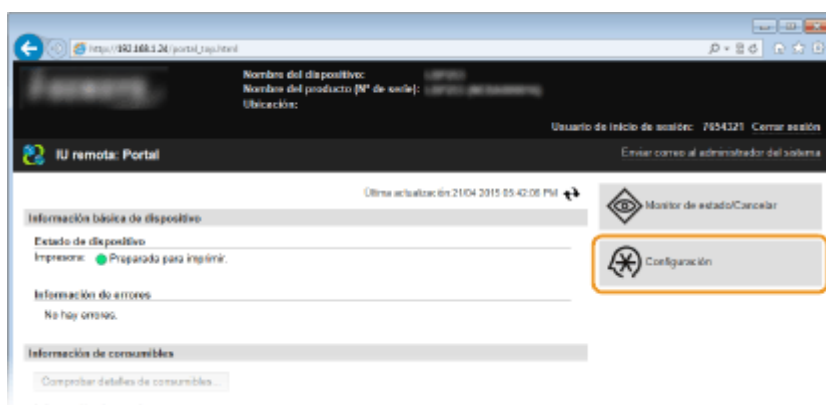 http://192.168.1.24/portal_top.html
Nombre del dispositivo:
Nombre del producto (Nº de serie):
Ubicación:
Usuario de inicio de sesión: 7654321 Cerrar sesión
IU remota: Portal
Enviar correo al administrador del sistema
Última actualización:21/04 2015 05:42:08 PM
Monitor de estado/Cancelar
Información básica de dispositivo
Estado de dispositivo
Impresora: Preparada para imprimir.
Configuración
Información de errores
No hay errores.
Información de consumibles
Comprobar detalles de consumibles...